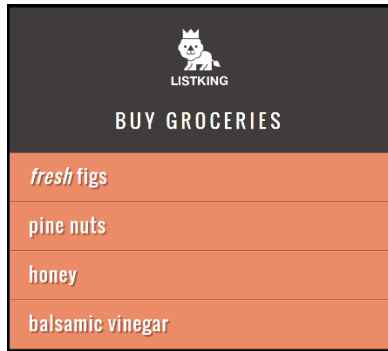 LISTKING
BUY GROCERIES
fresh figs
pine nuts
honey
balsamic vinegar